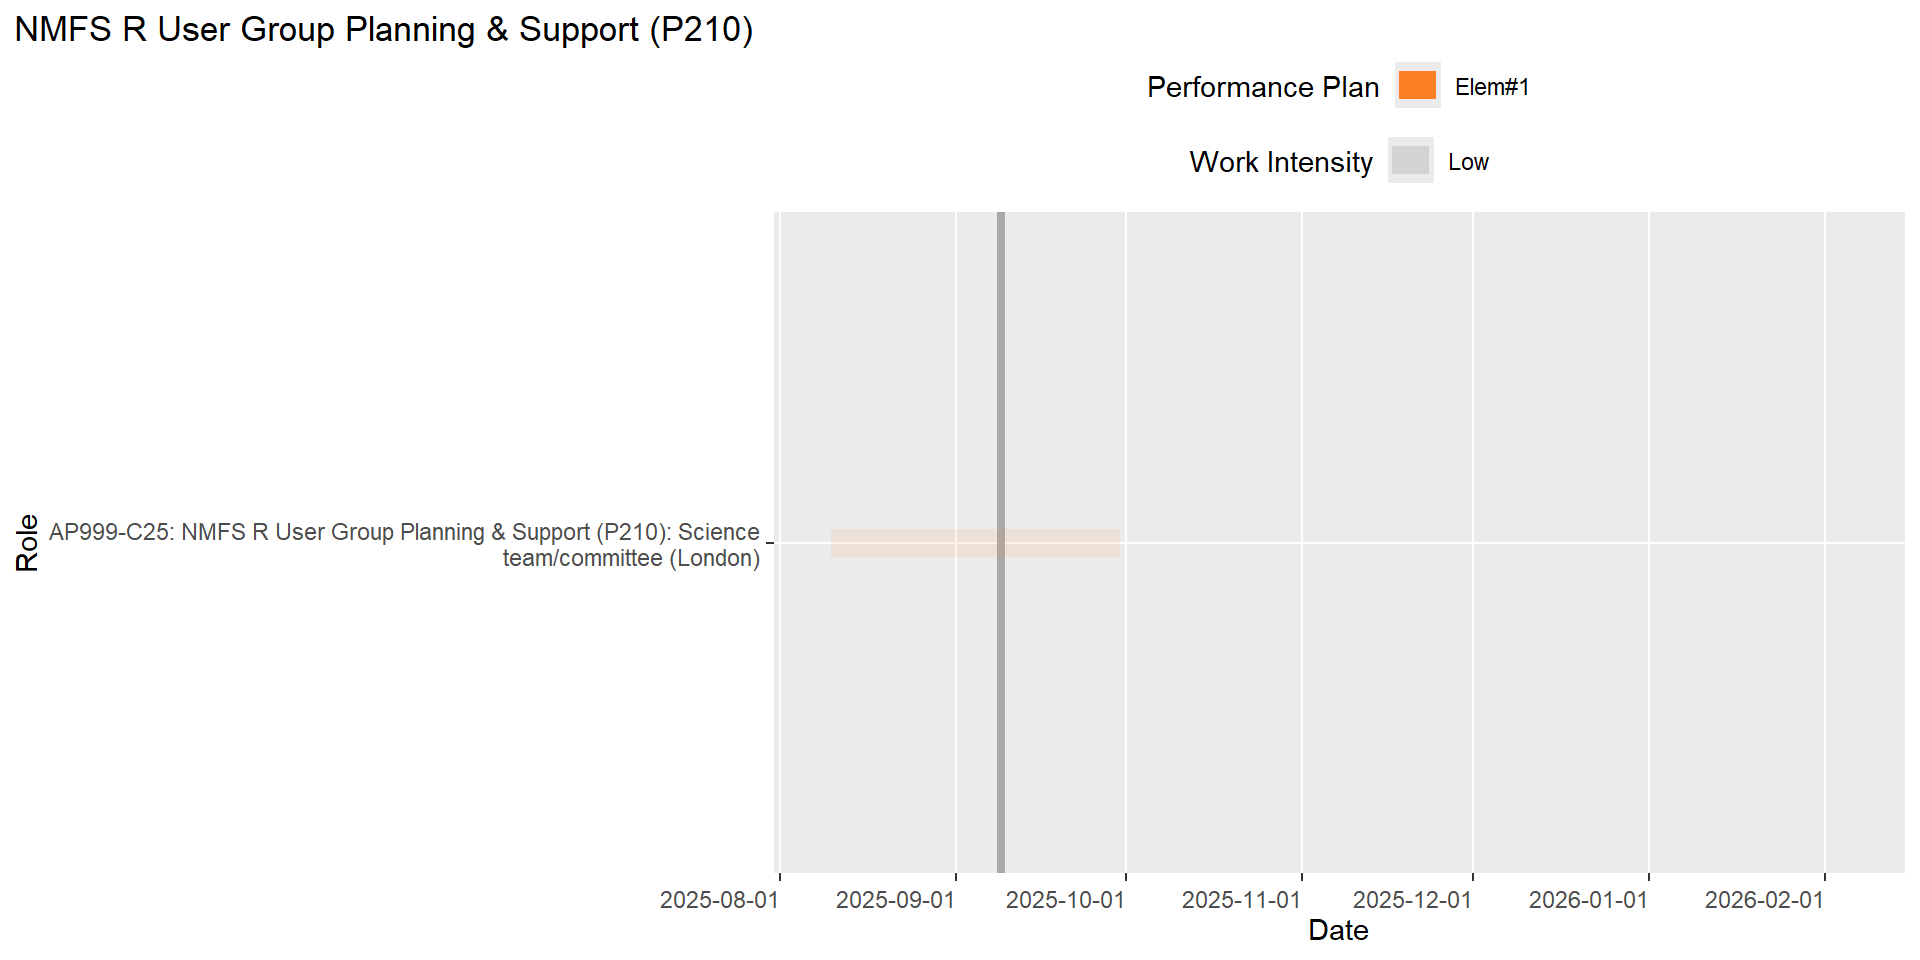 NMFS R User Group Planning & Support (P210)
Performance Plan
Elem#1
Work Intensity
Low
Role
AP999-C25: NMFS R User Group Planning & Support (P210): Science
team/committee (London)
2025-08-01
2025-09-01
2025-10-01
2025-11-01
2025-12-01
2026-01-01
2026-02-01
Date